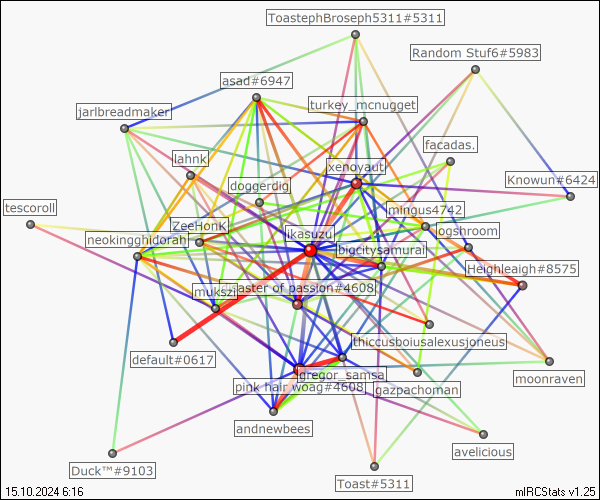 ToastephBroseph5311#5311
Random Stuf6#5983
asad#6947
turkey_mcnugget
jarlbreadmaker
facadas.
lahnk
xenoyaut
doggerdig
Knowun#6424
tescoroll
mingus4742
ZeeHonk
ikasuzu
ogshroom
neokingghidorah
bigcitysamurai
Heighleaigh#8575
mukszi
master of passion#4608
thiccusboiusalexusjoneus
default#0617
gregor_samsa
moonraven
pink hair woag#4608
gazpachoman
andnewbees
avelicious
Duck™#9103
Toast#5311
15.10.2024 6:16
mIRCStats v1.25